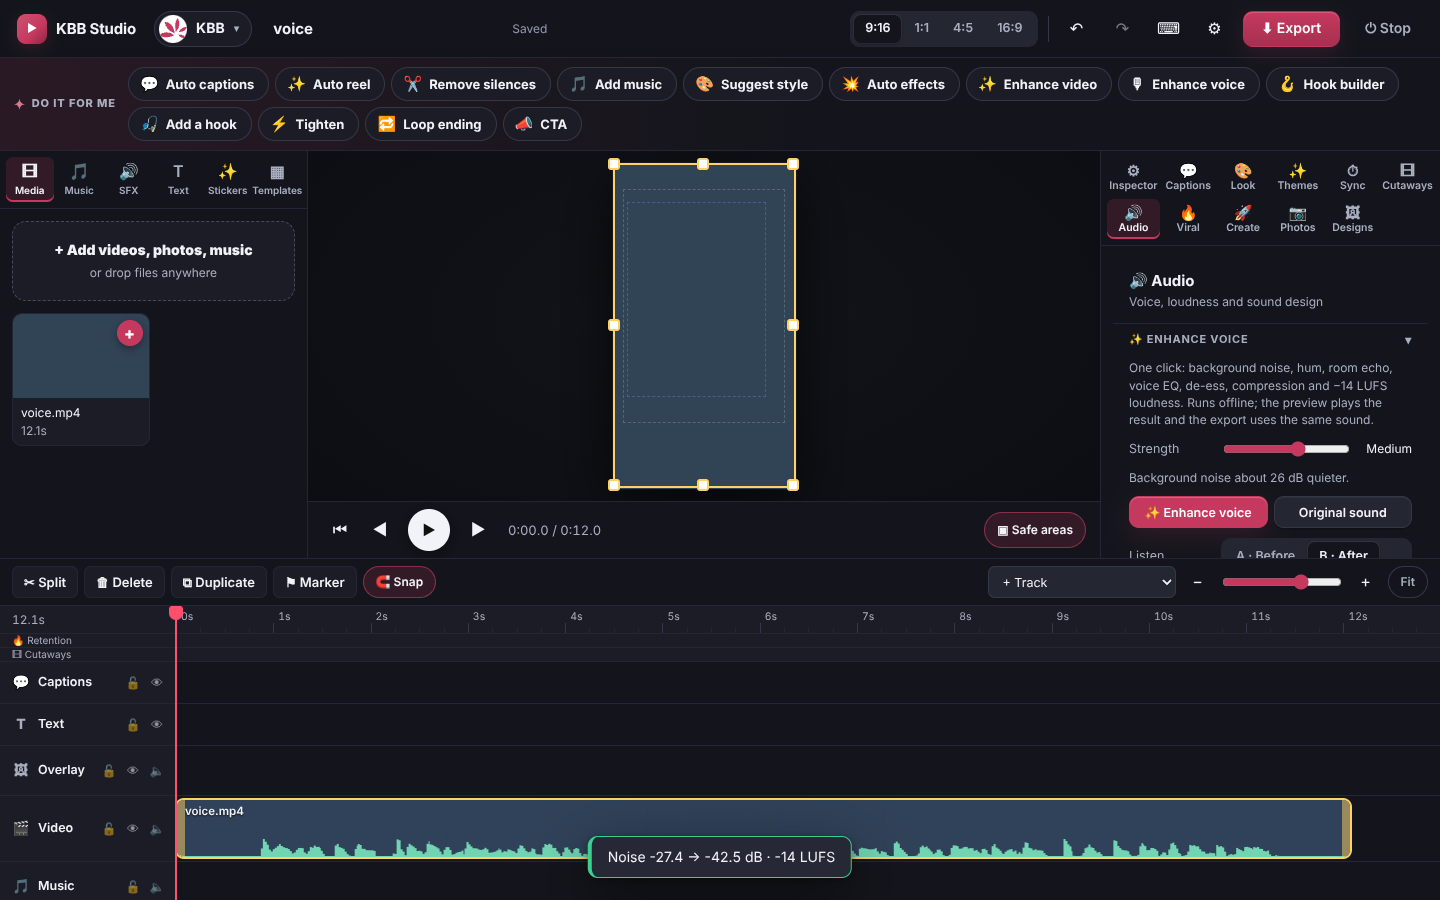 KBB Studio
KBB
voice
Saved
9:16 1:1 4:5 16:9
Export
Stop
DO IT FOR ME
Auto captions
Auto reel
Remove silences
Add music
Suggest style
Auto effects
Enhance video
Enhance voice
Hook builder
Add a hook
Tighten
Loop ending
CTA
Media Music SFX Text Stickers Templates
+ Add videos, photos, music
or drop files anywhere
voice.mp4
12.1s
0:00.0 / 0:12.0
Safe areas
Inspector Captions Look Themes Sync Cutaways
Audio Viral Create Photos Designs
Audio
Voice, loudness and sound design
ENHANCE VOICE
One click: background noise, hum, room echo,
voice EQ, de-ess, compression and −14 LUFS
loudness. Runs offline; the preview plays the
result and the export uses the same sound.
Strength Medium
Background noise about 26 dB quieter.
Enhance voice
Original sound
Listen A · Before B · After
Split
Delete
Duplicate
Marker
Snap
+ Track
− + Fit
12.1s
0s 1s 2s 3s 4s 5s 6s 7s 8s 9s 10s 11s 12s
Retention
Cutaways
Captions
T Text
Overlay
Video
voice.mp4
Noise -27.4 → -42.5 dB · -14 LUFS
Music